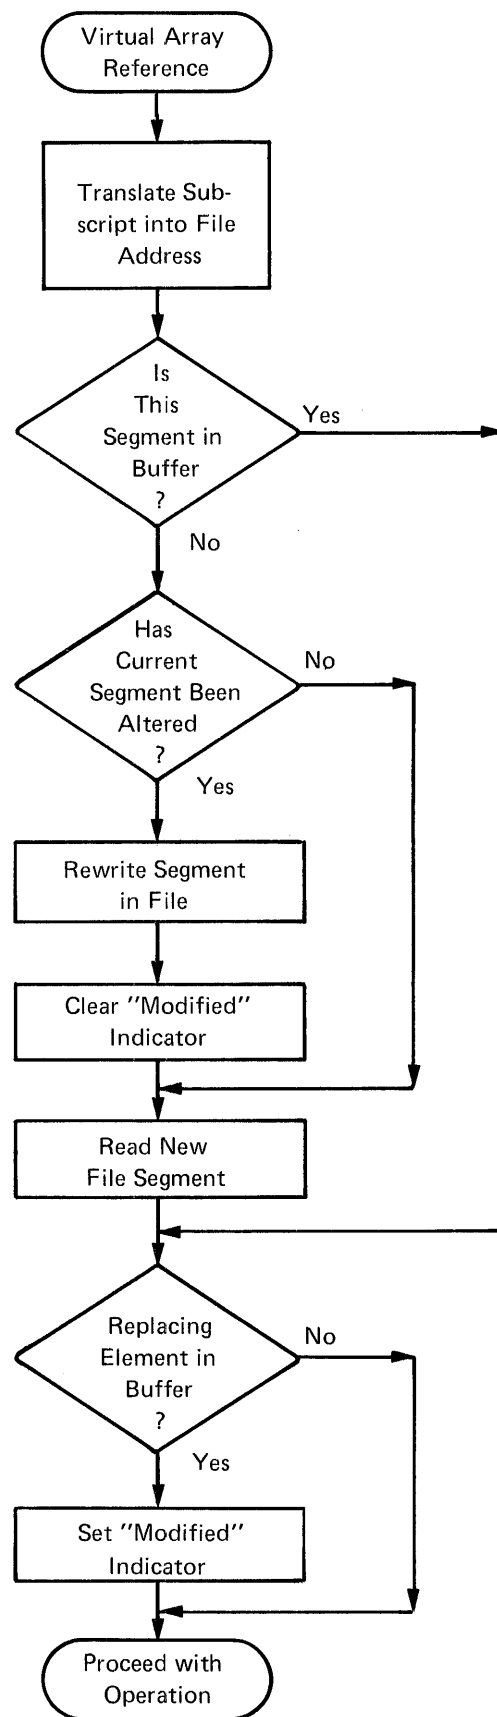 Virtual Array
Reference
Translate Sub-
script into File
Address
Is
This
Segment in
Buffer
?
Yes
No
Has
Current
Segment Been
Altered
?
No
Yes
Rewrite Segment
in File
Clear "Modified"
Indicator
Read New
File Segment
Replacing
Element in
Buffer
?
No
Yes
Set "Modified"
Indicator
Proceed with
Operation